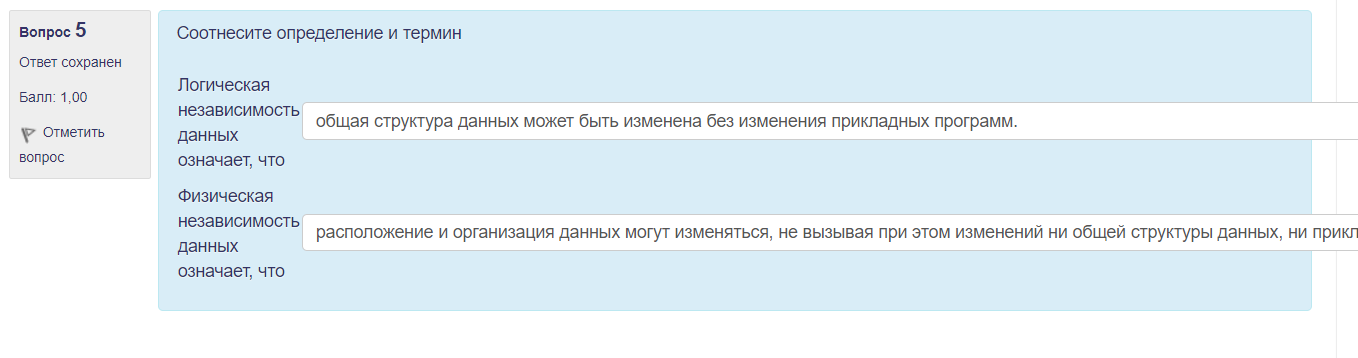 Вопрос 5
Ответ сохранен
Балл: 1,00
Отметить
вопрос
Соотнесите определение и термин
Логическая
независимость
данных
означает, что
общая структура данных может быть изменена без изменения прикладных программ.
Физическая
независимость
данных
означает, что
расположение и организация данных могут изменяться, не вызывая при этом изменений ни общей структуры данных, ни